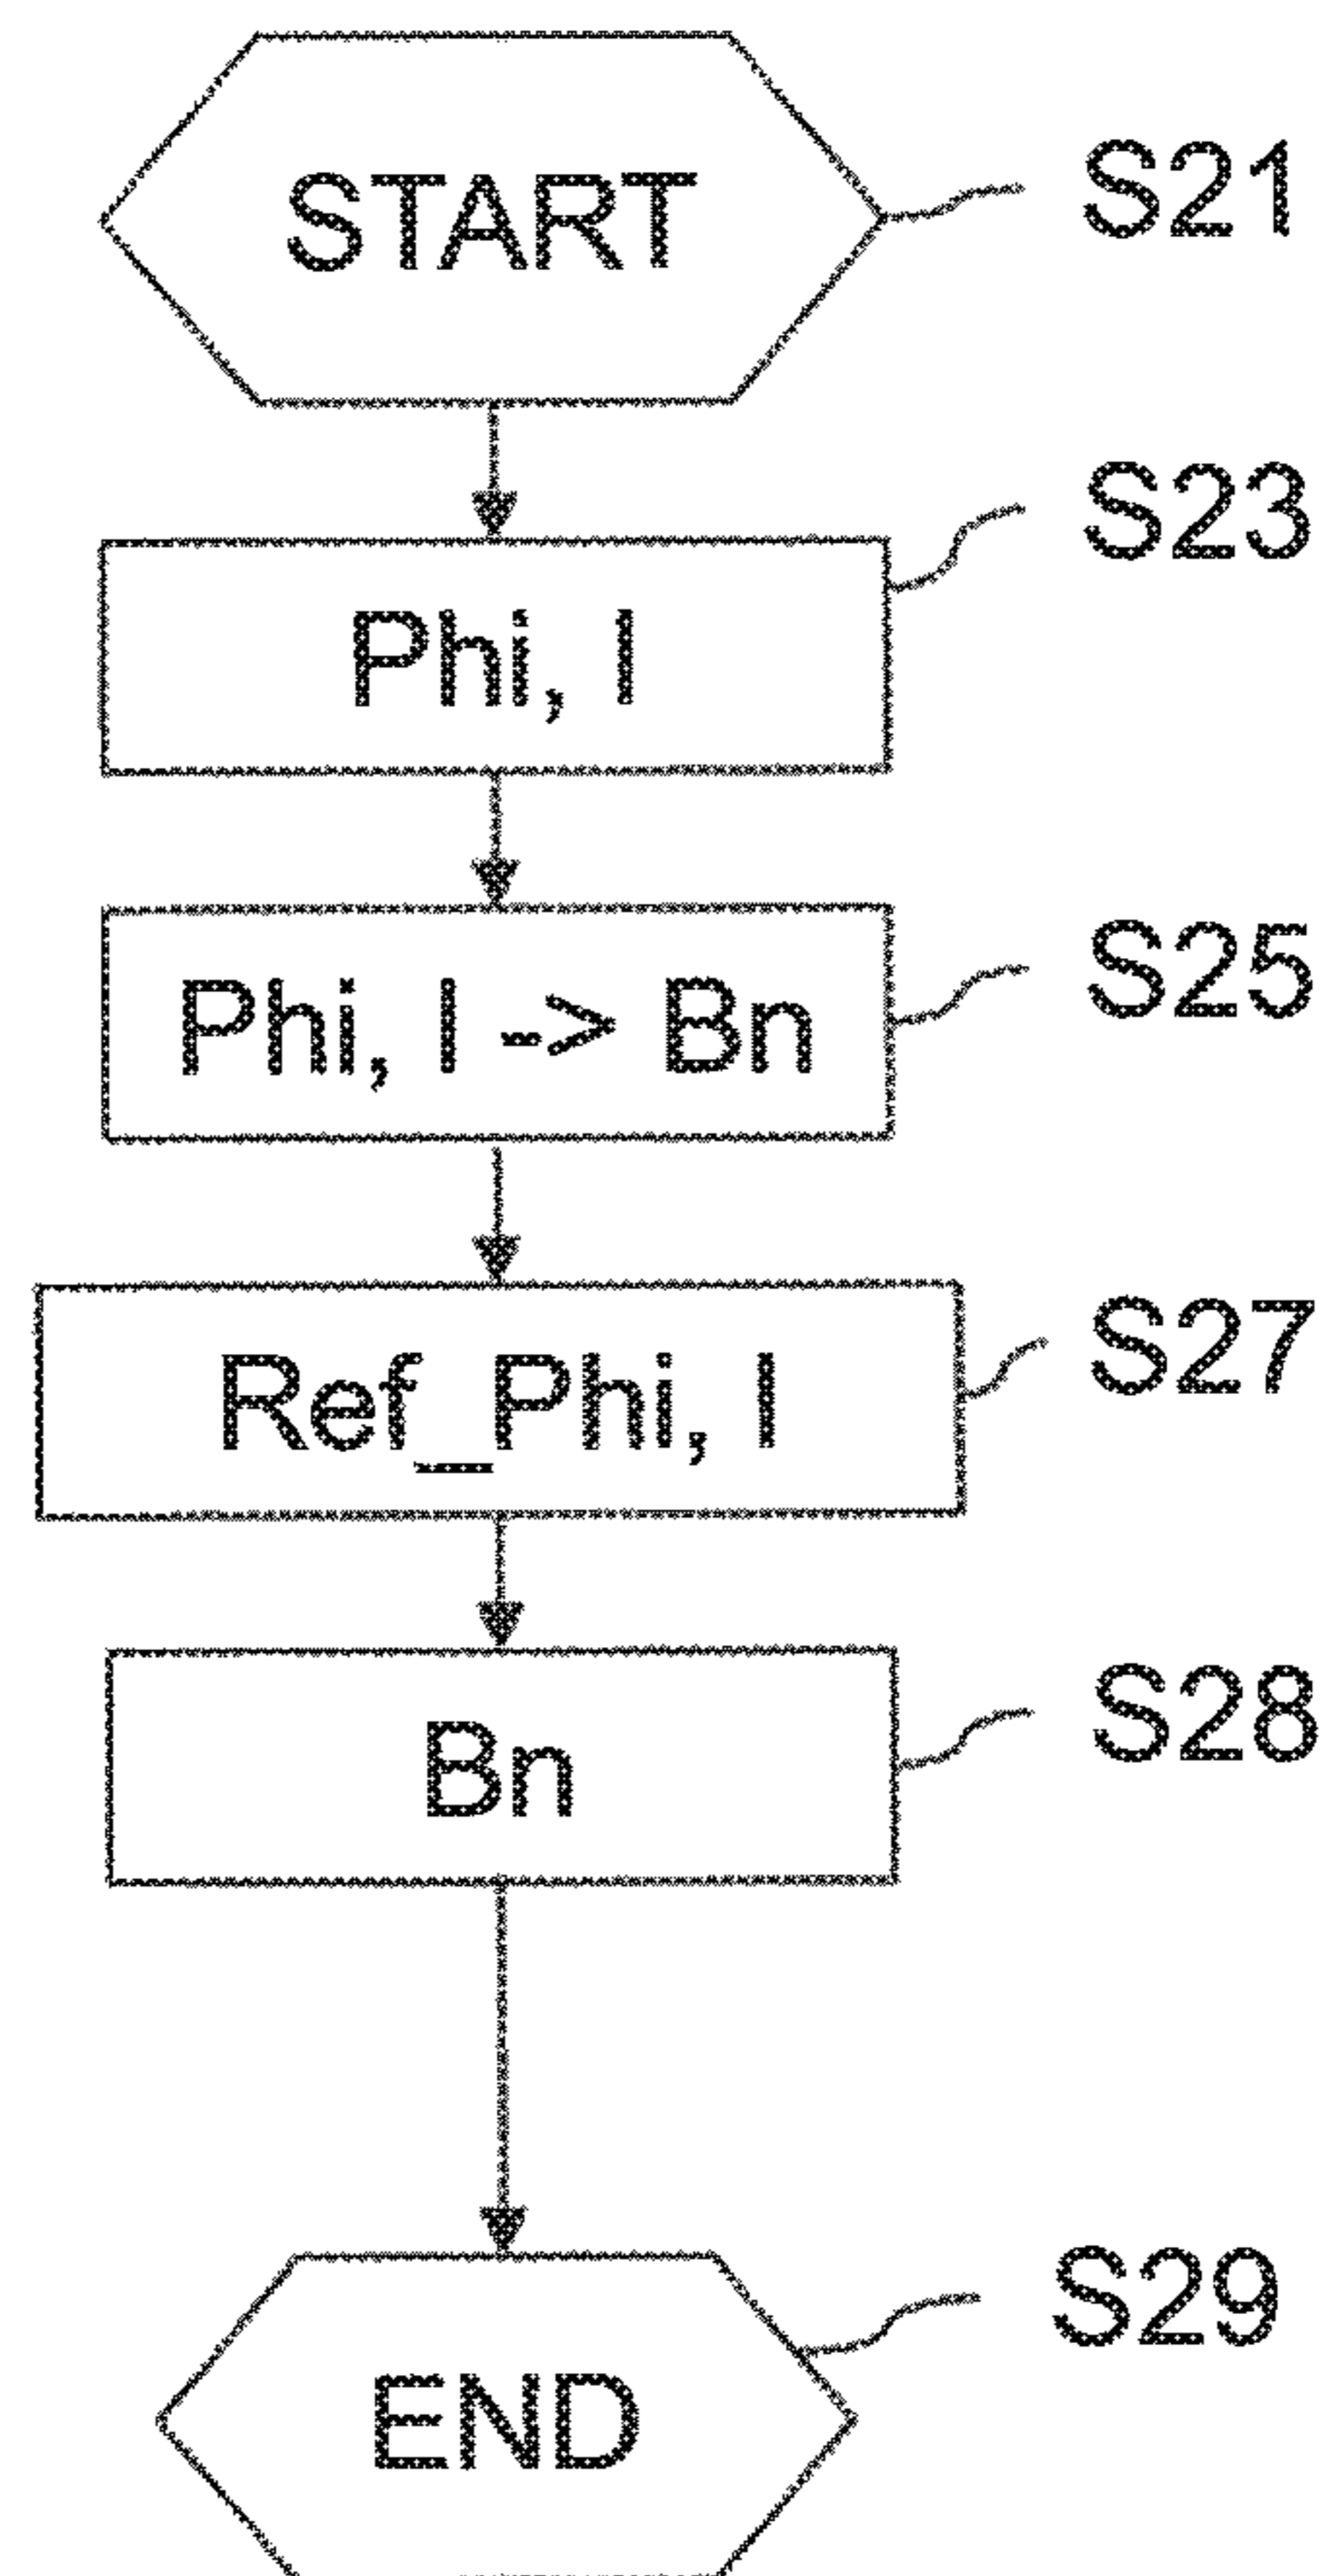 START
S21
Phi, I
S23
Phi, I -> Bn
S25
Ref_Phi, I
S27
Bn
S28
END
S29